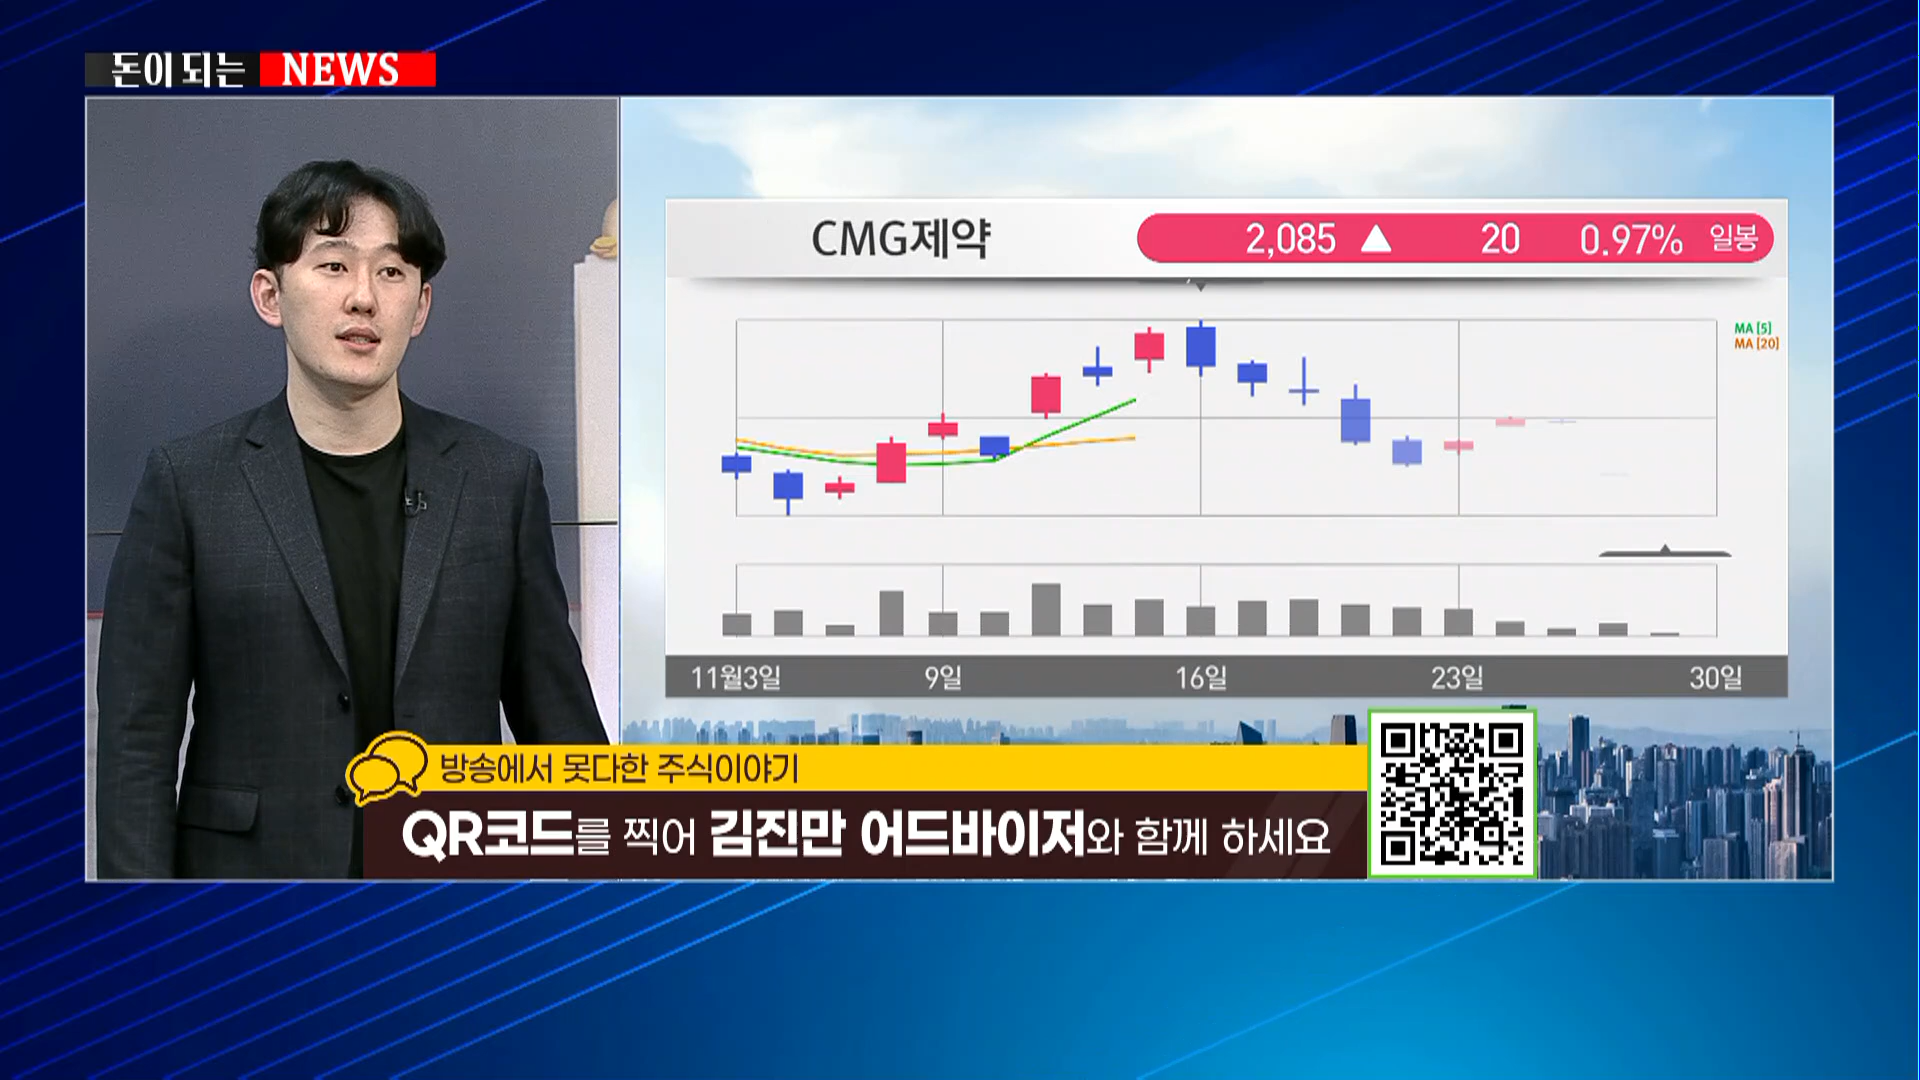 돈이 되는 NEWS
CMG제약 2,085 ▲ 20 0.97% 일봉
MA [5]
MA [20]
11월3일 9일 16일 23일 30일
방송에서 못다한 주식이야기
QR코드를 찍어 김진만 어드바이저와 함께 하세요